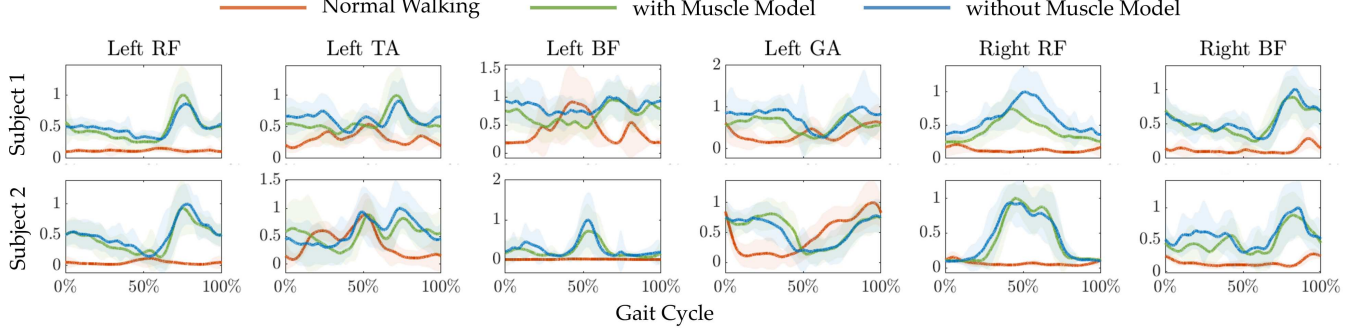 Normal Walking with Muscle Model without Muscle Model
Left RF Left TA Left BF Left GA Right RF Right BF
Subject 1
1 0.5 0
1 0.5 0
1.5 1 0.5 0
2 1 0
1 0.5 0
1 0.5 0
Subject 2
1 0.5 0
1.5 1 0.5 0
2 1 0
1 0.5 0
1 0.5 0
1 0.5 0
0% 50% 100% 0% 50% 100% 0% 50% 100% 0% 50% 100% 0% 50% 100% 0% 50% 100%
Gait Cycle